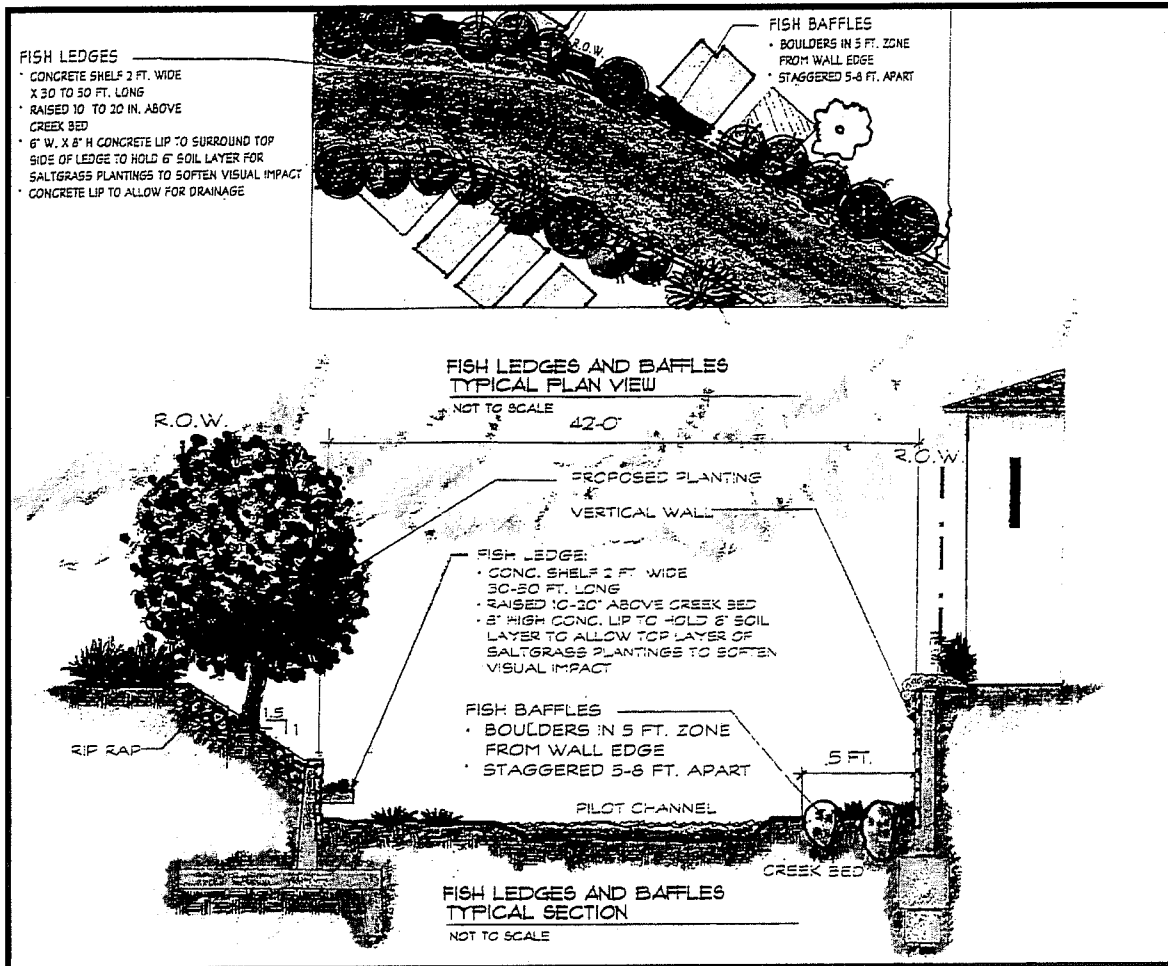 FISH LEDGES
• CONCRETE SHELF 2 FT. WIDE
X 30 TO 50 FT. LONG
• RAISED 10 TO 20 IN. ABOVE
CREEK BED
• 6" W. X 8" H CONCRETE LIP TO SURROUND TOP
SIDE OF LEDGE TO HOLD 6" SOIL LAYER FOR
SALTGRASS PLANTINGS TO SOFTEN VISUAL IMPACT
• CONCRETE LIP TO ALLOW FOR DRAINAGE
R.O.W.
FISH BAFFLES
• BOULDERS IN 5 FT. ZONE
FROM WALL EDGE
• STAGGERED 5-8 FT. APART
FISH LEDGES AND BAFFLES
TYPICAL PLAN VIEW
NOT TO SCALE
42'-0"
R.O.W.
R.O.W.
PROPOSED PLANTING
VERTICAL WALL
FISH LEDGE:
• CONC. SHELF 2 FT. WIDE
30-50 FT. LONG
• RAISED 10-20" ABOVE CREEK BED
• 8" HIGH CONC. LIP TO HOLD 6" SOIL
LAYER TO ALLOW TOP LAYER OF
SALTGRASS PLANTINGS TO SOFTEN
VISUAL IMPACT
1.5
1
RIP RAP
FISH BAFFLES
• BOULDERS IN 5 FT. ZONE
FROM WALL EDGE
• STAGGERED 5-8 FT. APART
5 FT.
PILOT CHANNEL
CREEK BED
FISH LEDGES AND BAFFLES
TYPICAL SECTION
NOT TO SCALE